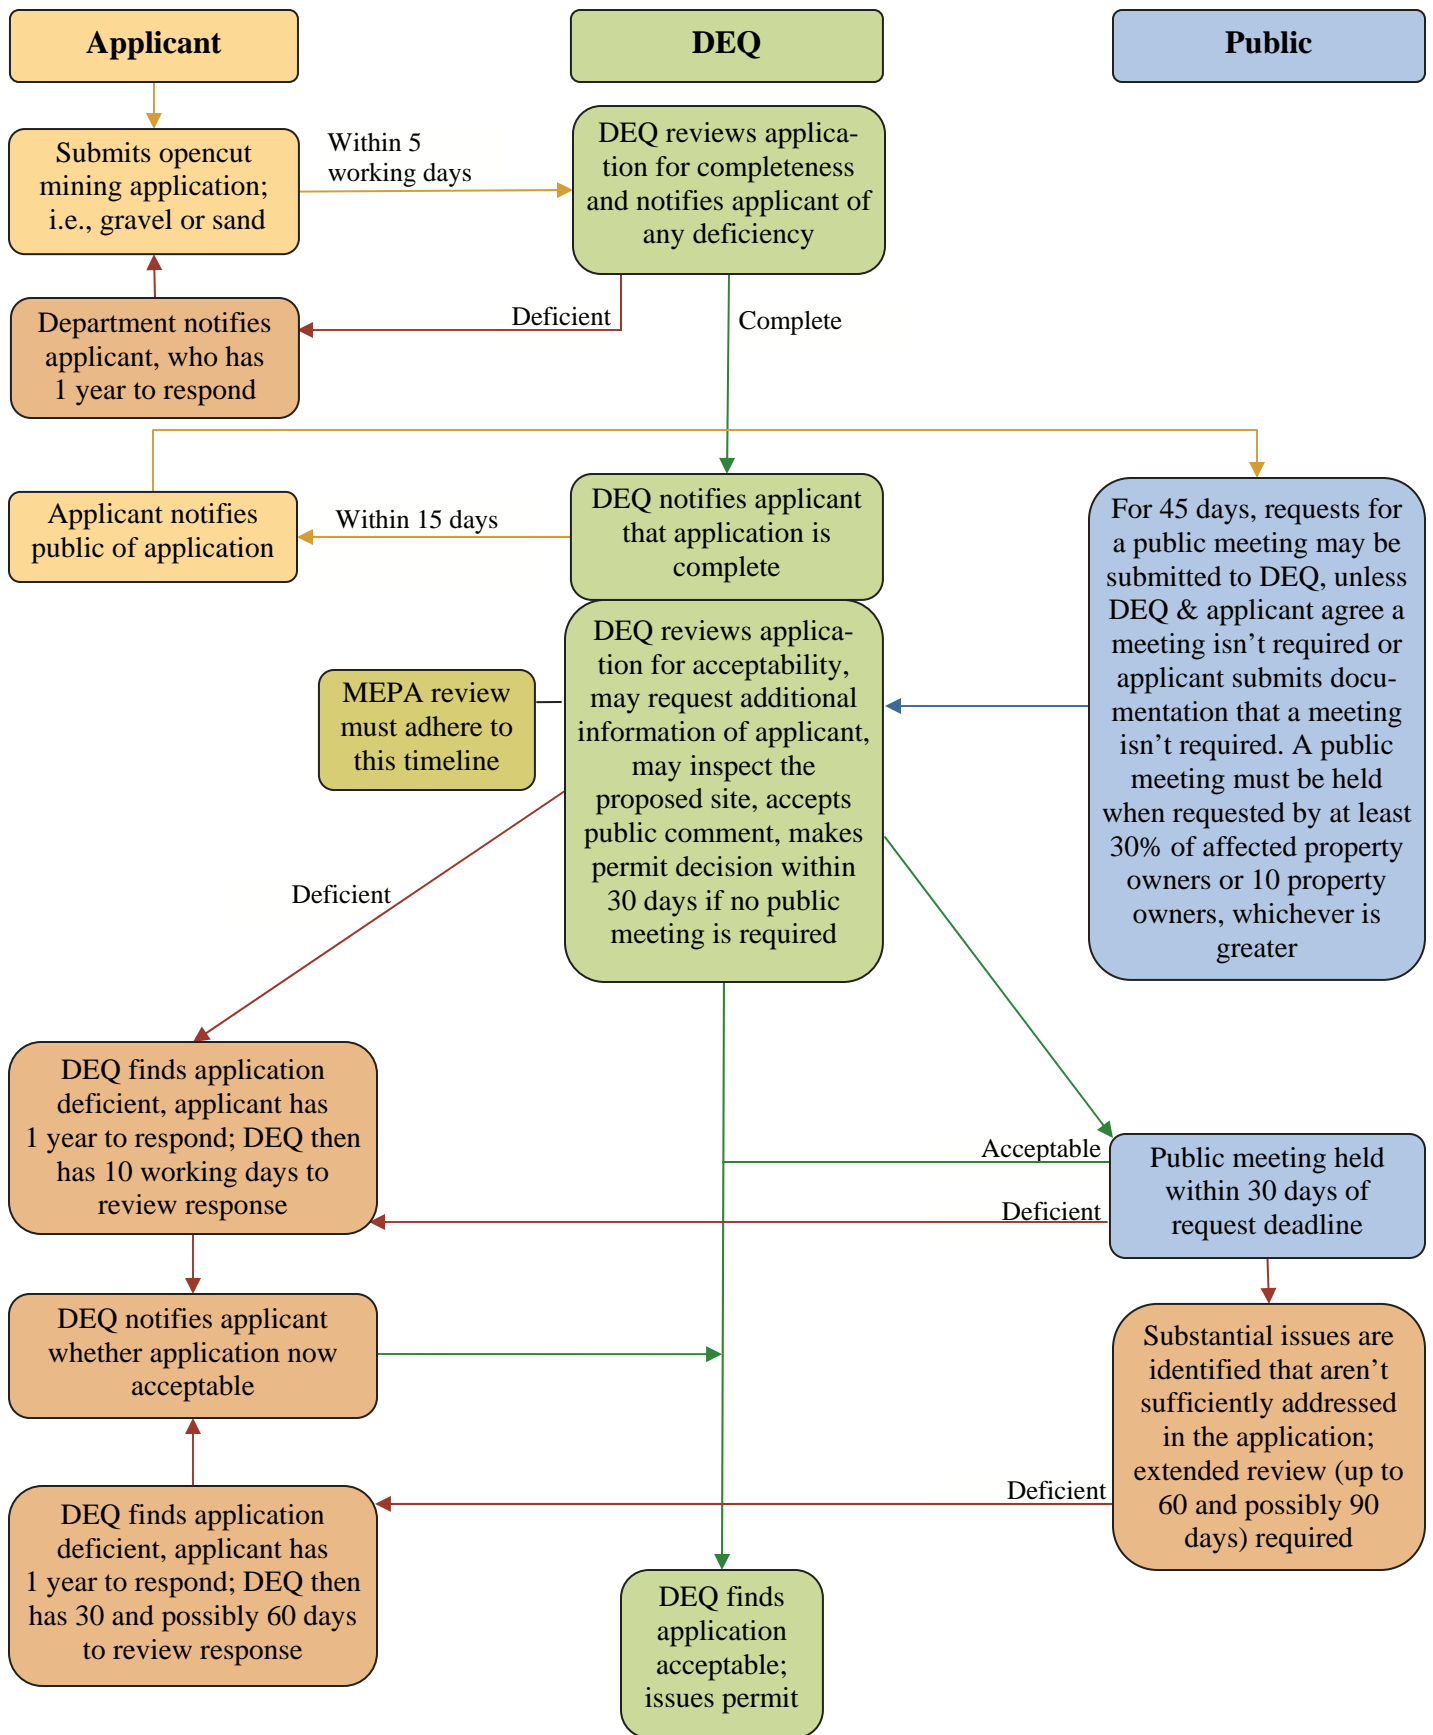 Applicant
DEQ
Public
Submits opencut
mining application;
i.e., gravel or sand
Within 5
working days
DEQ reviews applica-
tion for completeness
and notifies applicant of
any deficiency
Department notifies
applicant, who has
1 year to respond
Deficient
Complete
Applicant notifies
public of application
Within 15 days
DEQ notifies applicant
that application is
complete
For 45 days, requests for
a public meeting may be
submitted to DEQ, unless
DEQ & applicant agree a
meeting isn’t required or
applicant submits docu-
mentation that a meeting
isn’t required. A public
meeting must be held
when requested by at least
30% of affected property
owners or 10 property
owners, whichever is
greater
MEPA review
must adhere to
this timeline
DEQ reviews applica-
tion for acceptability,
may request additional
information of applicant,
may inspect the
proposed site, accepts
public comment, makes
permit decision within
30 days if no public
meeting is required
Deficient
DEQ finds application
deficient, applicant has
1 year to respond; DEQ then
has 10 working days to
review response
Acceptable
Deficient
Public meeting held
within 30 days of
request deadline
DEQ notifies applicant
whether application now
acceptable
Substantial issues are
identified that aren’t
sufficiently addressed
in the application;
extended review (up to
60 and possibly 90
days) required
Deficient
DEQ finds application
deficient, applicant has
1 year to respond; DEQ then
has 30 and possibly 60 days
to review response
DEQ finds
application
acceptable;
issues permit